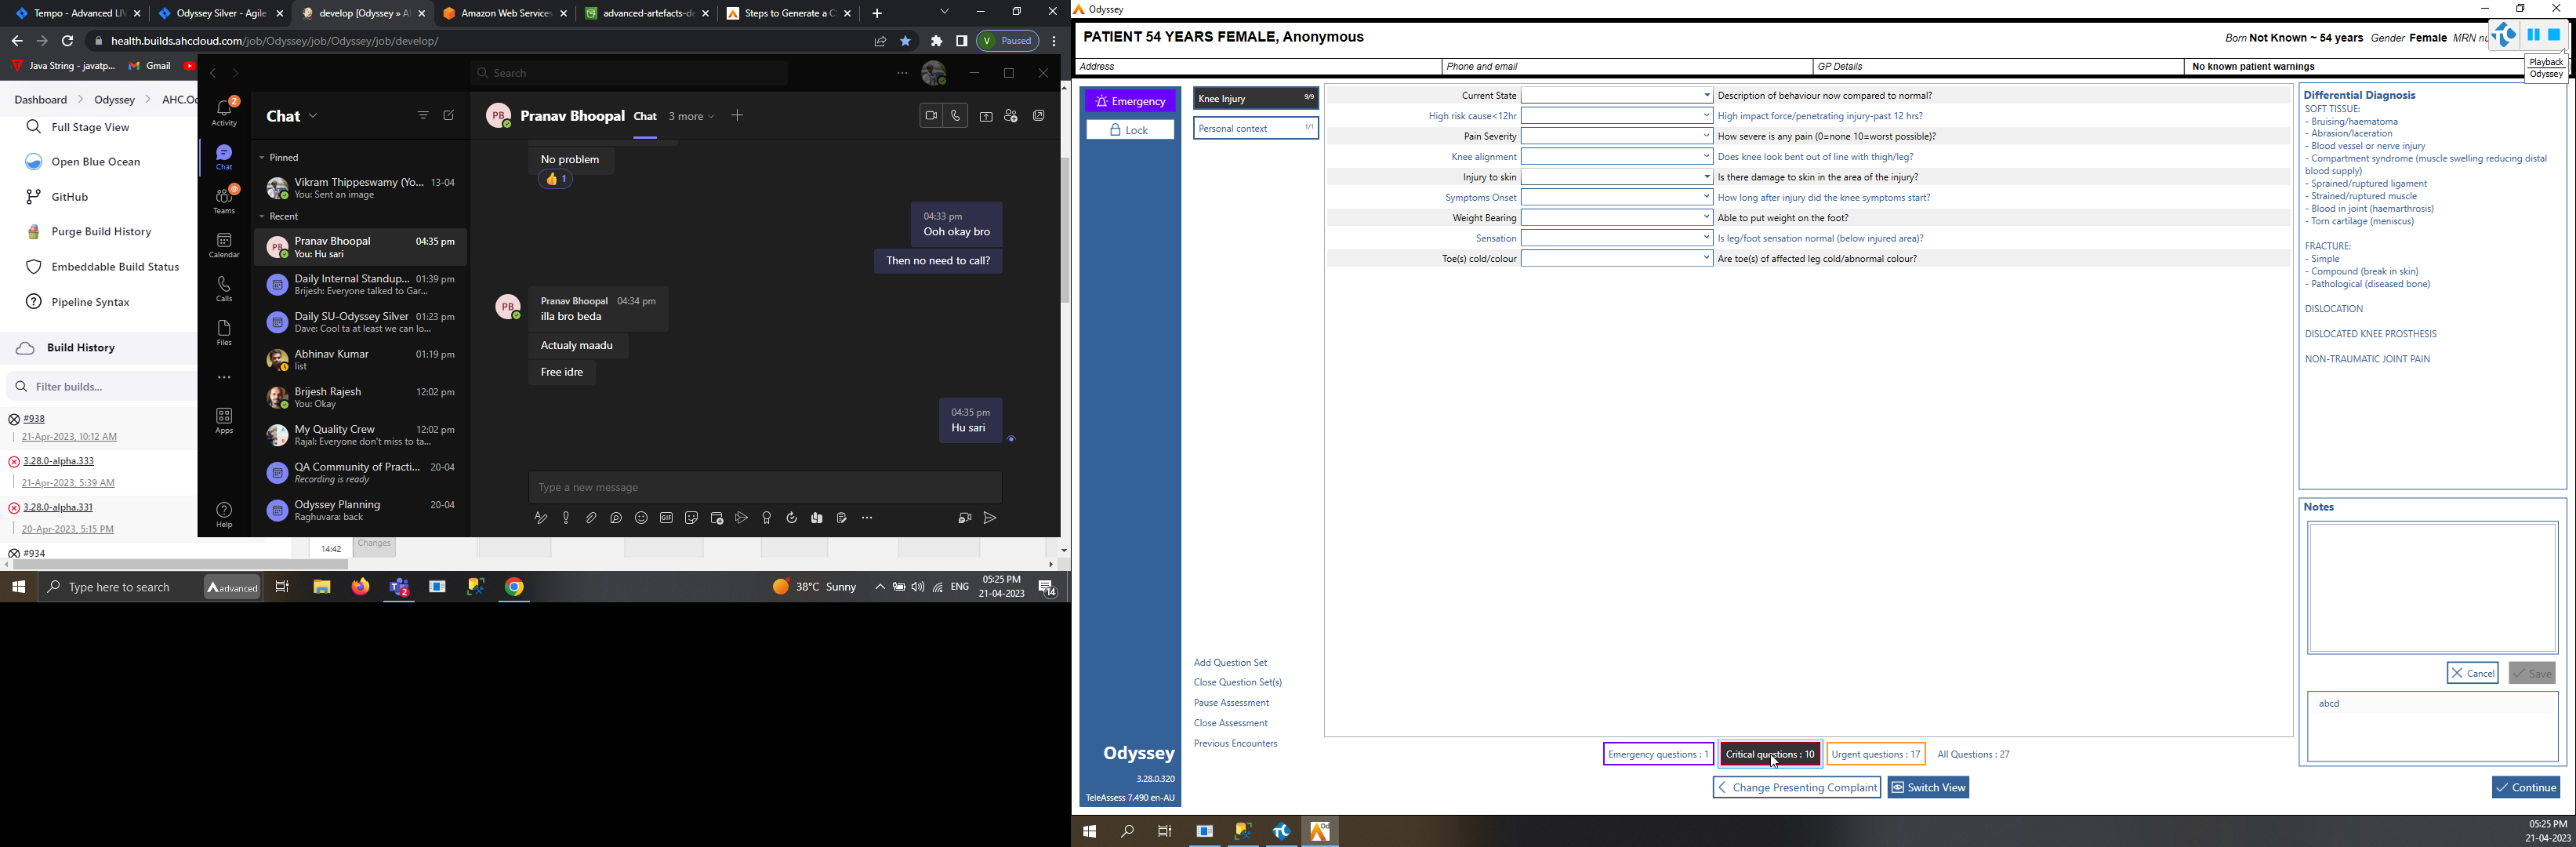 Tempo - Advanced LIV
Odyssey Silver - Agile
develop [Odyssey » A
Amazon Web Services
advanced-artefacts-de
Steps to Generate a C
health.builds.ahccloud.com/job/Odyssey/job/Odyssey/job/develop/
V Paused
Java String - javatp...
Gmail
Dashboard > Odyssey > AHC.Oc
Full Stage View
Open Blue Ocean
GitHub
Purge Build History
Embeddable Build Status
Pipeline Syntax
Build History
Filter builds...
#938
21-Apr-2023, 10:12 AM
3.28.0-alpha.333
21-Apr-2023, 5:39 AM
3.28.0-alpha.331
20-Apr-2023, 5:15 PM
#934
14:42
Changes
Search
Activity
2
Chat
Teams
Calendar
Calls
Files
Apps
Help
Chat
Pinned
Vikram Thippeswamy (Yo... 13-04
You: Sent an image
Recent
PB
Pranav Bhoopal 04:35 pm
You: Hu sari
Daily Internal Standup... 01:39 pm
Brijesh: Everyone talked to Gar...
Daily SU-Odyssey Silver 01:23 pm
Dave: Cool ta at least we can lo...
Abhinav Kumar 01:19 pm
list
Brijesh Rajesh 12:02 pm
You: Okay
My Quality Crew 12:02 pm
Rajal: Everyone don't miss to ta...
QA Community of Practi... 20-04
Recording is ready
Odyssey Planning 20-04
Raghuvara: back
PB
Pranav Bhoopal Chat 3 more
No problem
1
04:33 pm
Ooh okay bro
Then no need to call?
PB
Pranav Bhoopal 04:34 pm
illa bro beda
Actualy maadu
Free idre
04:35 pm
Hu sari
Type a new message
GIF
Type here to search
advanced
2
38°C Sunny
ENG
05:25 PM
21-04-2023
14
Odyssey
PATIENT 54 YEARS FEMALE, Anonymous
Born Not Known ~ 54 years Gender Female MRN nu
Playback
Odyssey
Address
Phone and email
GP Details
No known patient warnings
Emergency
Lock
Knee Injury 9/9
Personal context 1/1
Current State Description of behaviour now compared to normal?
High risk cause<12hr High impact force/penetrating injury-past 12 hrs?
Pain Severity How severe is any pain (0=none 10=worst possible)?
Knee alignment Does knee look bent out of line with thigh/leg?
Injury to skin Is there damage to skin in the area of the injury?
Symptoms Onset How long after injury did the knee symptoms start?
Weight Bearing Able to put weight on the foot?
Sensation Is leg/foot sensation normal (below injured area)?
Toe(s) cold/colour Are toe(s) of affected leg cold/abnormal colour?
Differential Diagnosis
SOFT TISSUE:
- Bruising/haematoma
- Abrasion/laceration
- Blood vessel or nerve injury
- Compartment syndrome (muscle swelling reducing distal
blood supply)
- Sprained/ruptured ligament
- Strained/ruptured muscle
- Blood in joint (haemarthrosis)
- Torn cartilage (meniscus)
FRACTURE:
- Simple
- Compound (break in skin)
- Pathological (diseased bone)
DISLOCATION
DISLOCATED KNEE PROSTHESIS
NON-TRAUMATIC JOINT PAIN
Notes
Cancel
Save
abcd
Add Question Set
Close Question Set(s)
Pause Assessment
Close Assessment
Previous Encounters
Odyssey
3.28.0.320
TeleAssess 7.490 en-AU
Emergency questions : 1
Critical questions : 10
Urgent questions : 17
All Questions : 27
Change Presenting Complaint
Switch View
Continue
05:25 PM
21-04-2023